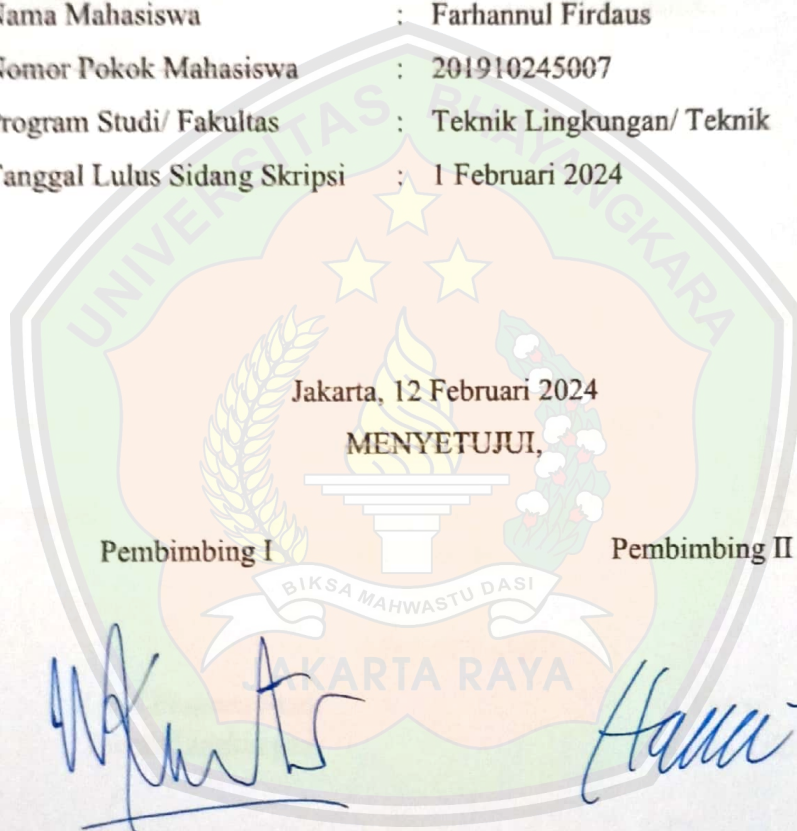 Nama Mahasiswa : Farhannul Firdaus
Nomor Pokok Mahasiswa : 201910245007
Program Studi/ Fakultas : Teknik Lingkungan/ Teknik
Tanggal Lulus Sidang Skripsi : 1 Februari 2024
UNIVERSITAS BHAYANGKARA
Jakarta, 12 Februari 2024
MENYETUJUI,
Pembimbing I Pembimbing II
BIKSA MAHWASTU DASI
JAKARTA RAYA